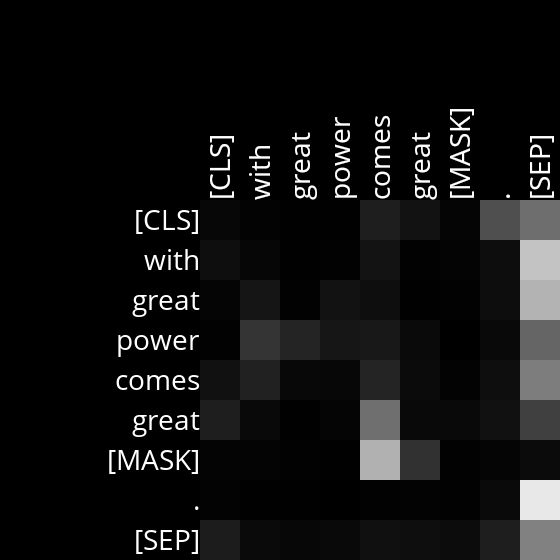 [CLS] with great power comes great [MASK] . [SEP]
[CLS]
with
great
power
comes
great
[MASK]
.
[SEP]